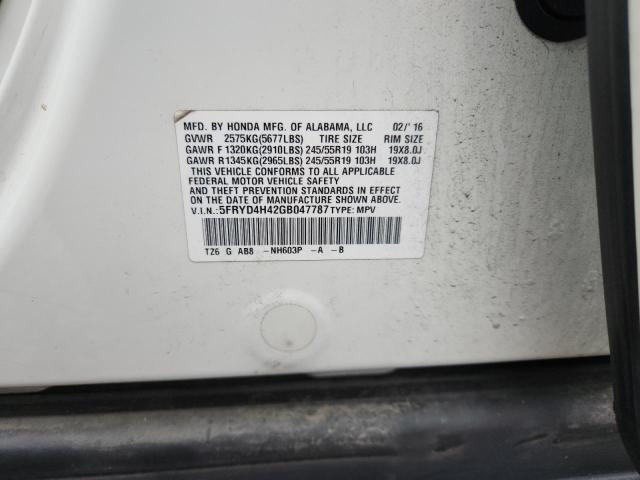 MFD. BY HONDA MFG. OF ALABAMA, LLC 02/'16
GVWR 2575KG(5677LBS) TIRE SIZE RIM SIZE
GAWR F 1320KG(2910LBS) 245/55R19 103H 19X8.0J
GAWR R1345KG(2965LBS) 245/55R19 103H 19X8.0J
THIS VEHICLE CONFORMS TO ALL APPLICABLE
FEDERAL MOTOR VEHICLE SAFETY
AND THEFT PREVENTION STANDARDS IN EFFECT
ON THE DATE OF MANUFACTURE SHOWN ABOVE.
V.I.N.:5FRYD4H42GB047787 TYPE: MPV
TZ6 G AB8 -NH603P -A -B